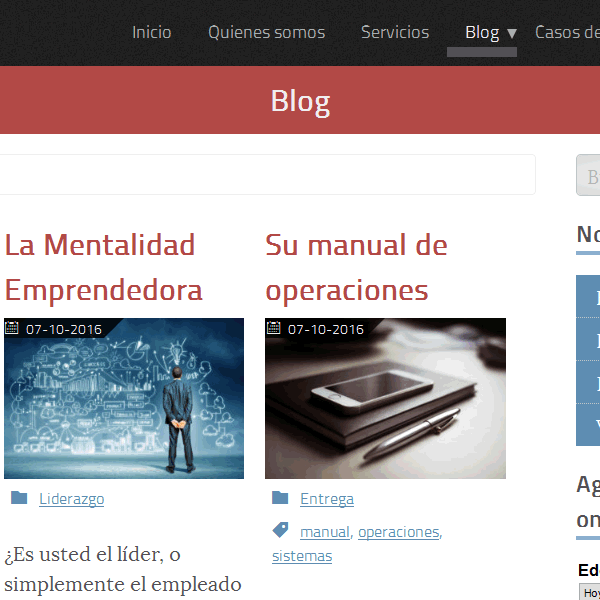 Inicio Quienes somos Servicios Blog ▼ Casos de
Blog
B
La Mentalidad
Emprendedora
07-10-2016
Liderazgo
¿Es usted el líder, o
simplemente el empleado
Su manual de
operaciones
07-10-2016
Entrega
manual, operaciones,
sistemas
No
Ag
on
Ed
Hoy